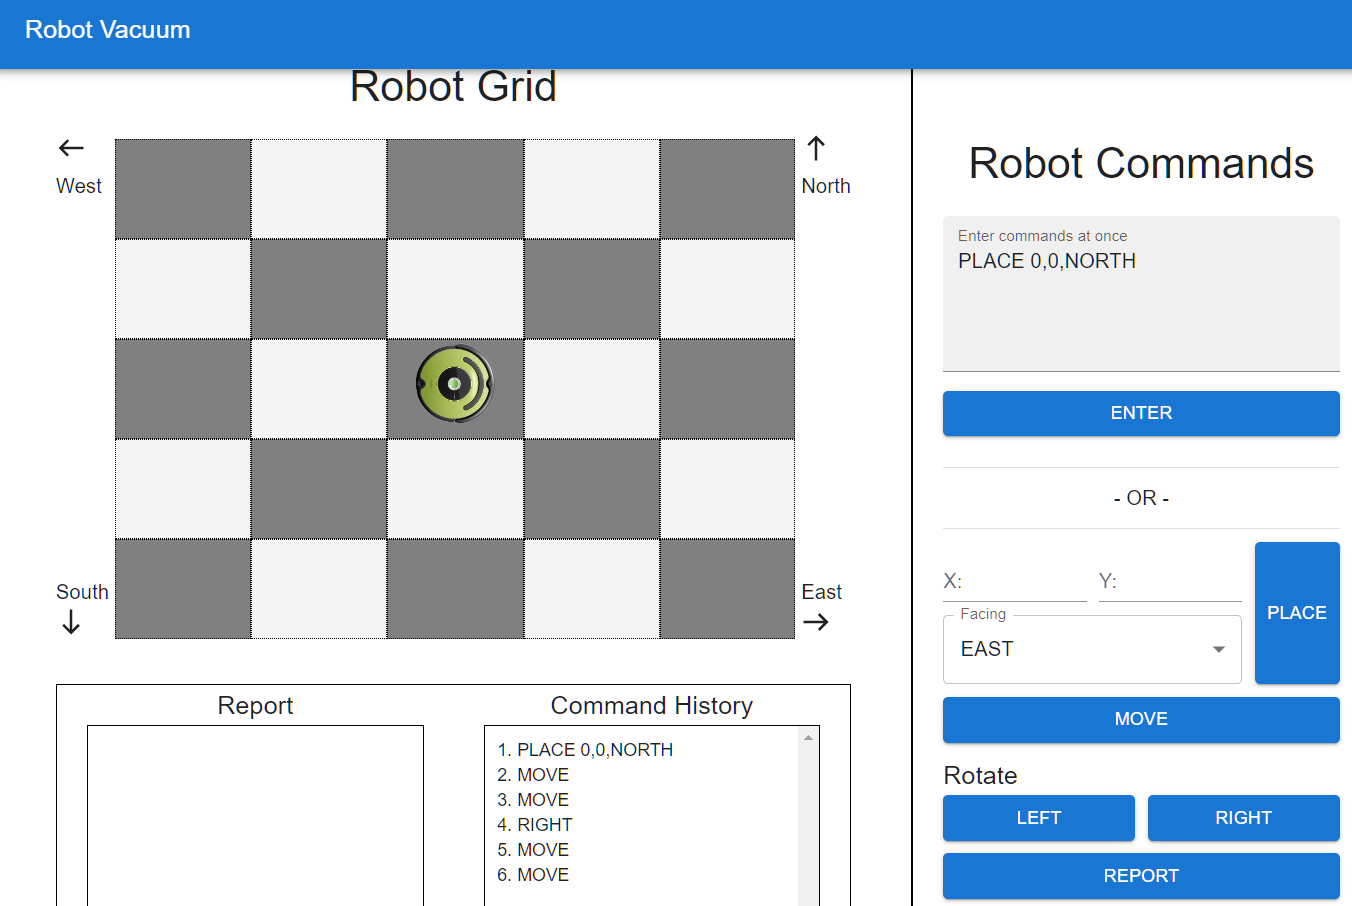 Robot Vacuum
Robot Grid
West
North
South
East
Report
Command History
1. PLACE 0,0,NORTH
2. MOVE
3. MOVE
4. RIGHT
5. MOVE
6. MOVE
Robot Commands
Enter commands at once
PLACE 0,0,NORTH
ENTER
- OR -
X:
Y:
Facing
EAST
PLACE
MOVE
Rotate
LEFT
RIGHT
REPORT